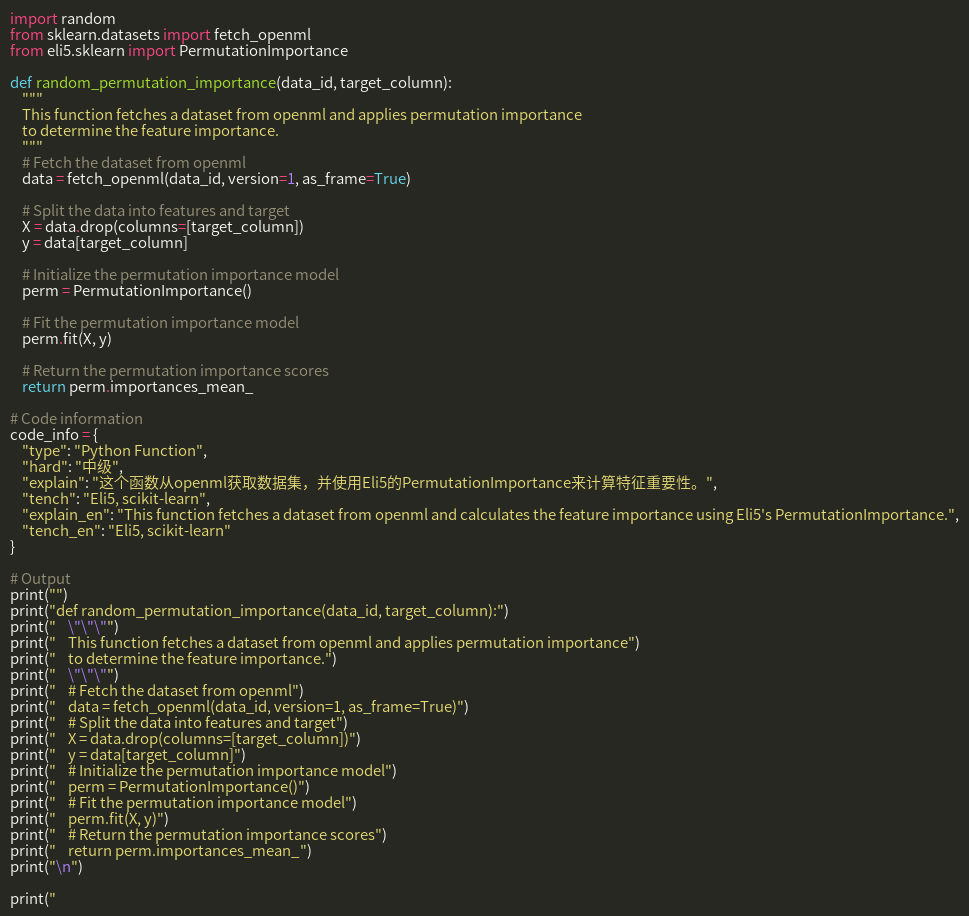 import random
from sklearn.datasets import fetch_openml
from eli5.sklearn import PermutationImportance

def random_permutation_importance(data_id, target_column):
    """
    This function fetches a dataset from openml and applies permutation importance
    to determine the feature importance.
    """
    # Fetch the dataset from openml
    data = fetch_openml(data_id, version=1, as_frame=True)

    # Split the data into features and target
    X = data.drop(columns=[target_column])
    y = data[target_column]

    # Initialize the permutation importance model
    perm = PermutationImportance()

    # Fit the permutation importance model
    perm.fit(X, y)

    # Return the permutation importance scores
    return perm.importances_mean_

# Code information
code_info = {
    "type": "Python Function",
    "hard": "中级",
    "explain": "这个函数从openml获取数据集，并使用Eli5的PermutationImportance来计算特征重要性。",
    "tench": "Eli5, scikit-learn",
    "explain_en": "This function fetches a dataset from openml and calculates the feature importance using Eli5's PermutationImportance.",
    "tench_en": "Eli5, scikit-learn"
}

# Output
print("")
print("def random_permutation_importance(data_id, target_column):")
print("    \"\"\"")
print("    This function fetches a dataset from openml and applies permutation importance")
print("    to determine the feature importance.")
print("    \"\"\"")
print("    # Fetch the dataset from openml")
print("    data = fetch_openml(data_id, version=1, as_frame=True)")
print("    # Split the data into features and target")
print("    X = data.drop(columns=[target_column])")
print("    y = data[target_column]")
print("    # Initialize the permutation importance model")
print("    perm = PermutationImportance()")
print("    # Fit the permutation importance model")
print("    perm.fit(X, y)")
print("    # Return the permutation importance scores")
print("    return perm.importances_mean_")
print("\n")

print("